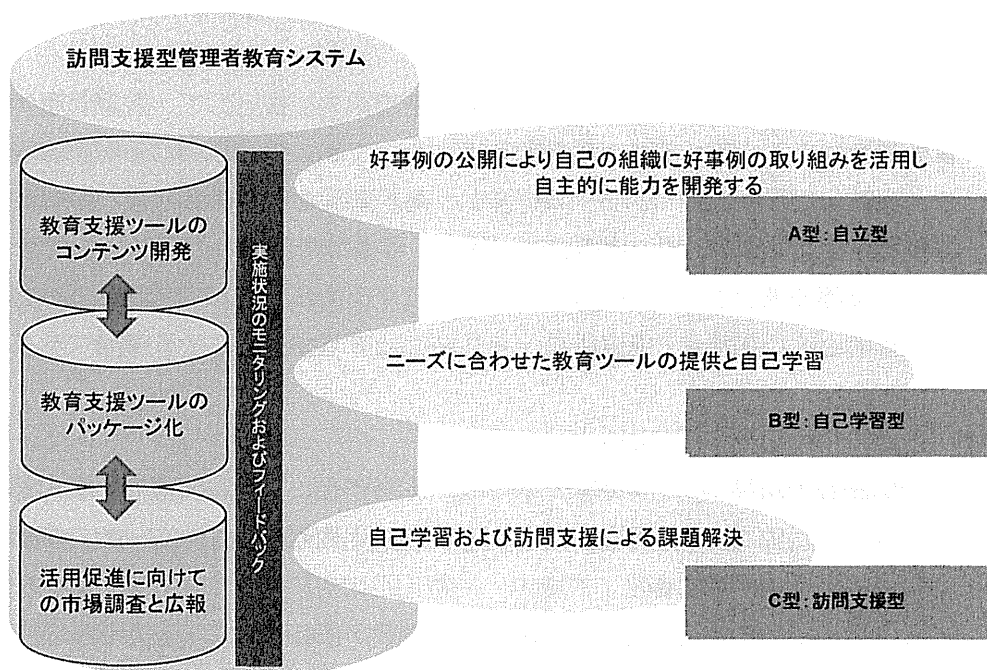 訪問支援型管理者教育システム
教育支援ツールの
コンテンツ開発
教育支援ツールの
パッケージ化
活用促進に向けて
の市場調査と広報
実施状況のモニタリングおよびフィードバック
好事例の公開により自己の組織に好事例の取り組みを活用し
自主的に能力を開発する
A型:自立型
ニーズに合わせた教育ツールの提供と自己学習
B型:自己学習型
自己学習および訪問支援による課題解決
C型:訪問支援型